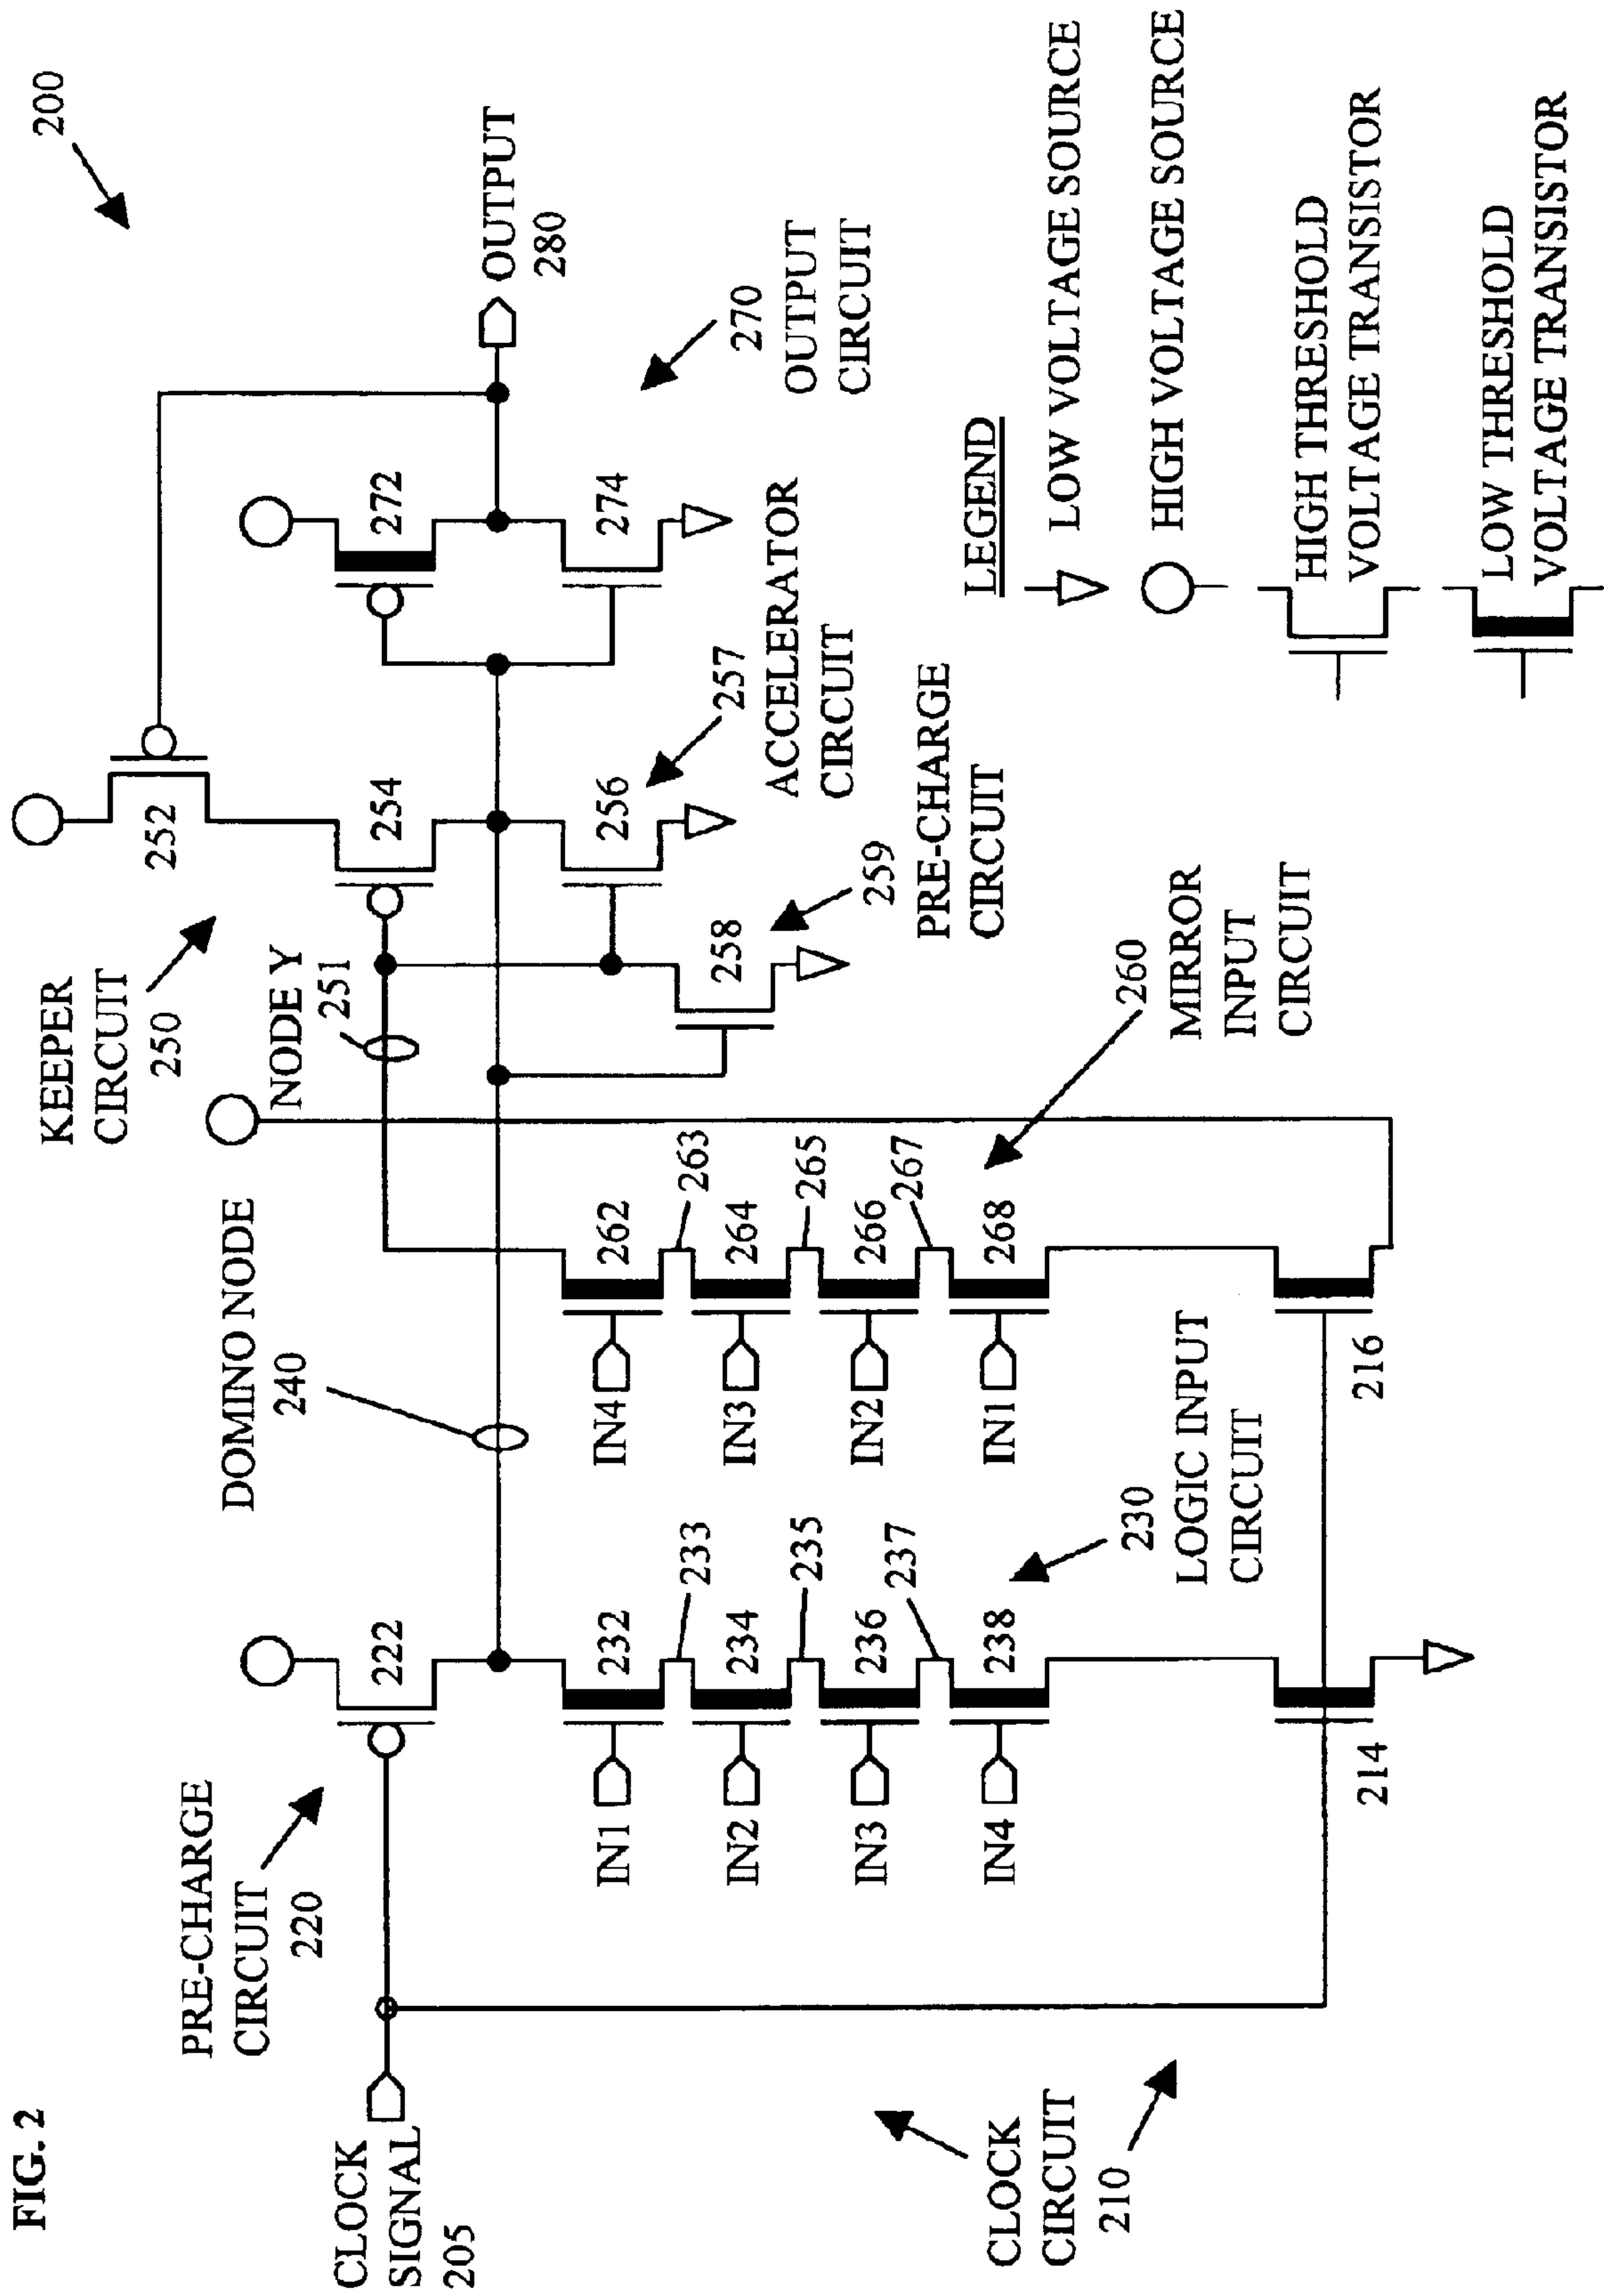 FIG. 2
200
CLOCK
SIGNAL
205
PRE-CHARGE
CIRCUIT
220
222
DOMINO NODE
240
KEEPER
CIRCUIT
250
NODE Y
251
252
254
256
257
ACCELERATOR
CIRCUIT
258
259
PRE-CHARGE
CIRCUIT
272
274
270
OUTPUT
CIRCUIT
OUTPUT
280
IN1
232
233
IN2
234
235
IN3
236
237
IN4
238
230
LOGIC INPUT
CIRCUIT
214
IN4
262
263
IN3
264
265
IN2
266
267
IN1
268
260
MIRROR
INPUT
CIRCUIT
216
CLOCK
CIRCUIT
210
LEGEND
LOW VOLTAGE SOURCE
HIGH VOLTAGE SOURCE
HIGH THRESHOLD
VOLTAGE TRANSISTOR
LOW THRESHOLD
VOLTAGE TRANSISTOR